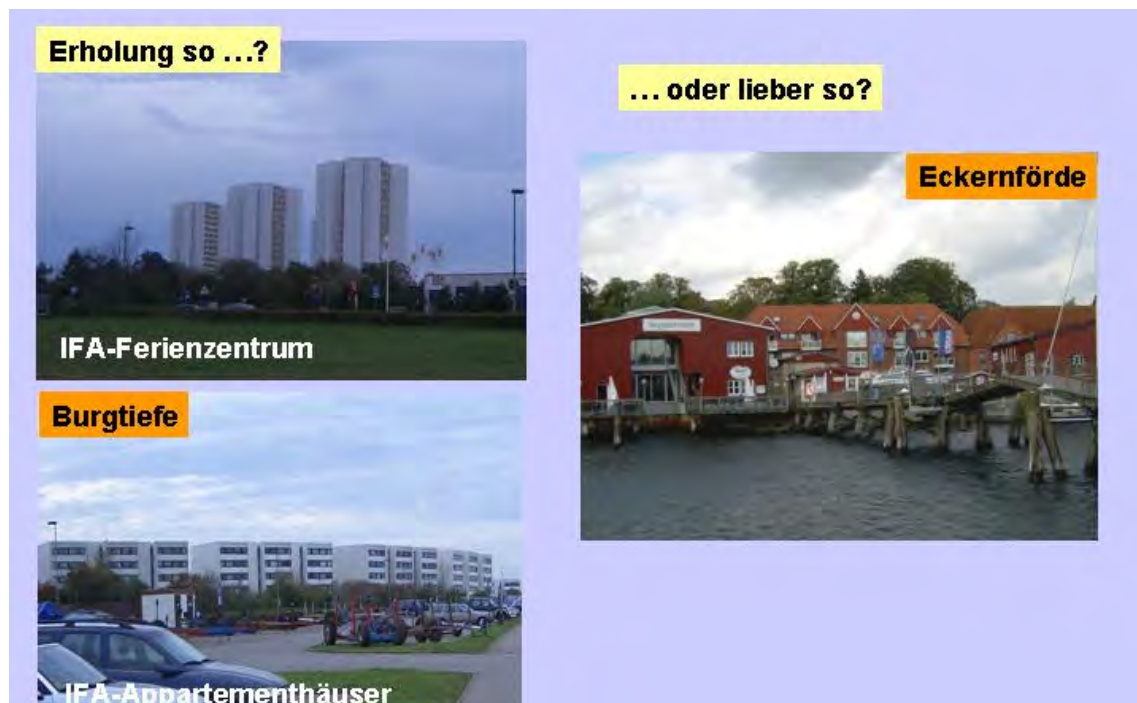 Erholung so …?
… oder lieber so?
Eckernförde
IFA-Ferienzentrum
Burgtiefe
IFA-Appartementhäuser